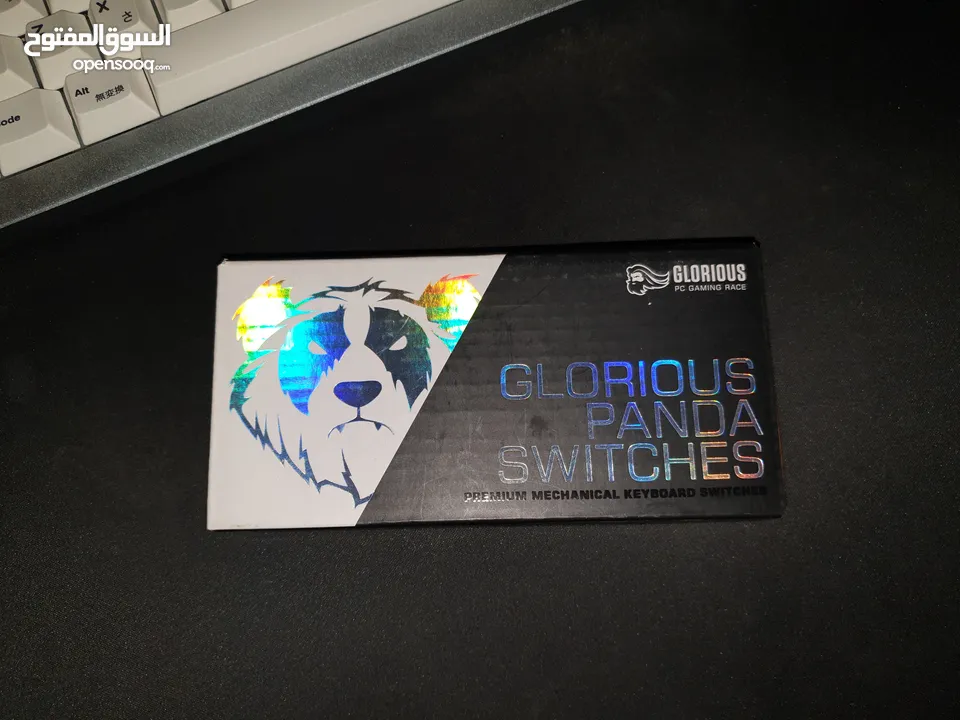 X さ
Z
السوق المفتوح
opensooq.com
Alt 無変換
ode
GLORIOUS
PC GAMING RACE
GLORIOUS
PANDA
SWITCHES
PREMIUM MECHANICAL KEYBOARD SWITCHES